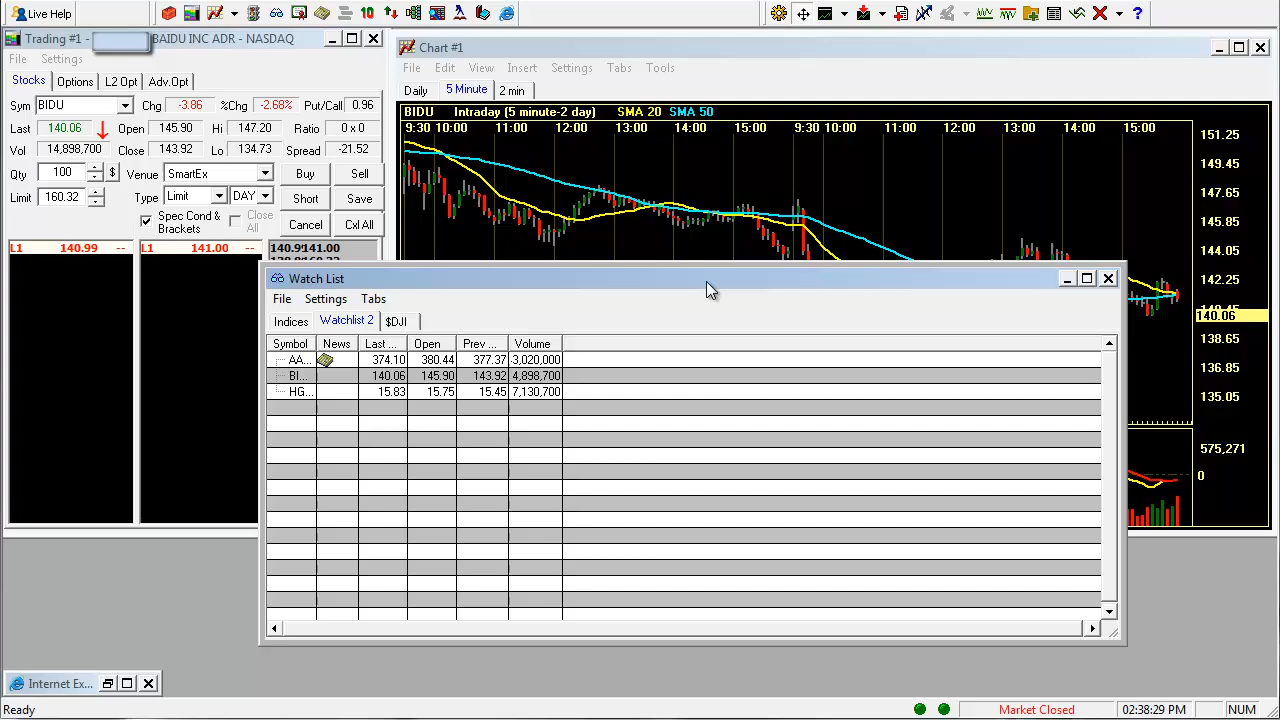 Live Help
10
?
Trading #1 - BAIDU INC ADR - NASDAQ
File Settings
Stocks Options L2 Opt Adv.Opt
Sym BIDU Chg -3.86 %Chg -2.68% Put/Call 0.96
Last 140.06 Open 145.90 Hi 147.20 Ratio 0 x 0
Vol 14,898,700 Close 143.92 Lo 134.73 Spread -21.52
Qty 100 $ Venue SmartEx Buy Sell
Limit 160.32 Type Limit DAY Short Save
Spec Cond & Brackets Close All Cancel Cxl All
L1 140.99 -- L1 141.00 -- 140.99 141.00
Chart #1
File Edit View Insert Settings Tabs Tools
Daily 5 Minute 2 min
BIDU Intraday (5 minute-2 day) SMA 20 SMA 50
9:30 10:00 11:00 12:00 13:00 14:00 15:00 9:30 10:00 11:00 12:00 13:00 14:00 15:00
151.25
149.45
147.65
145.85
144.05
142.25
140.06
138.65
136.85
135.05
575,271
0
Watch List
File Settings Tabs
Indices Watchlist 2 $DJI
Symbol News Last ... Open Prev ... Volume
AA... 374.10 380.44 377.37 3,020,000
BI... 140.06 145.90 143.92 4,898,700
HG... 15.83 15.75 15.45 7,130,700
Internet Ex...
Ready Market Closed 02:38:29 PM NUM